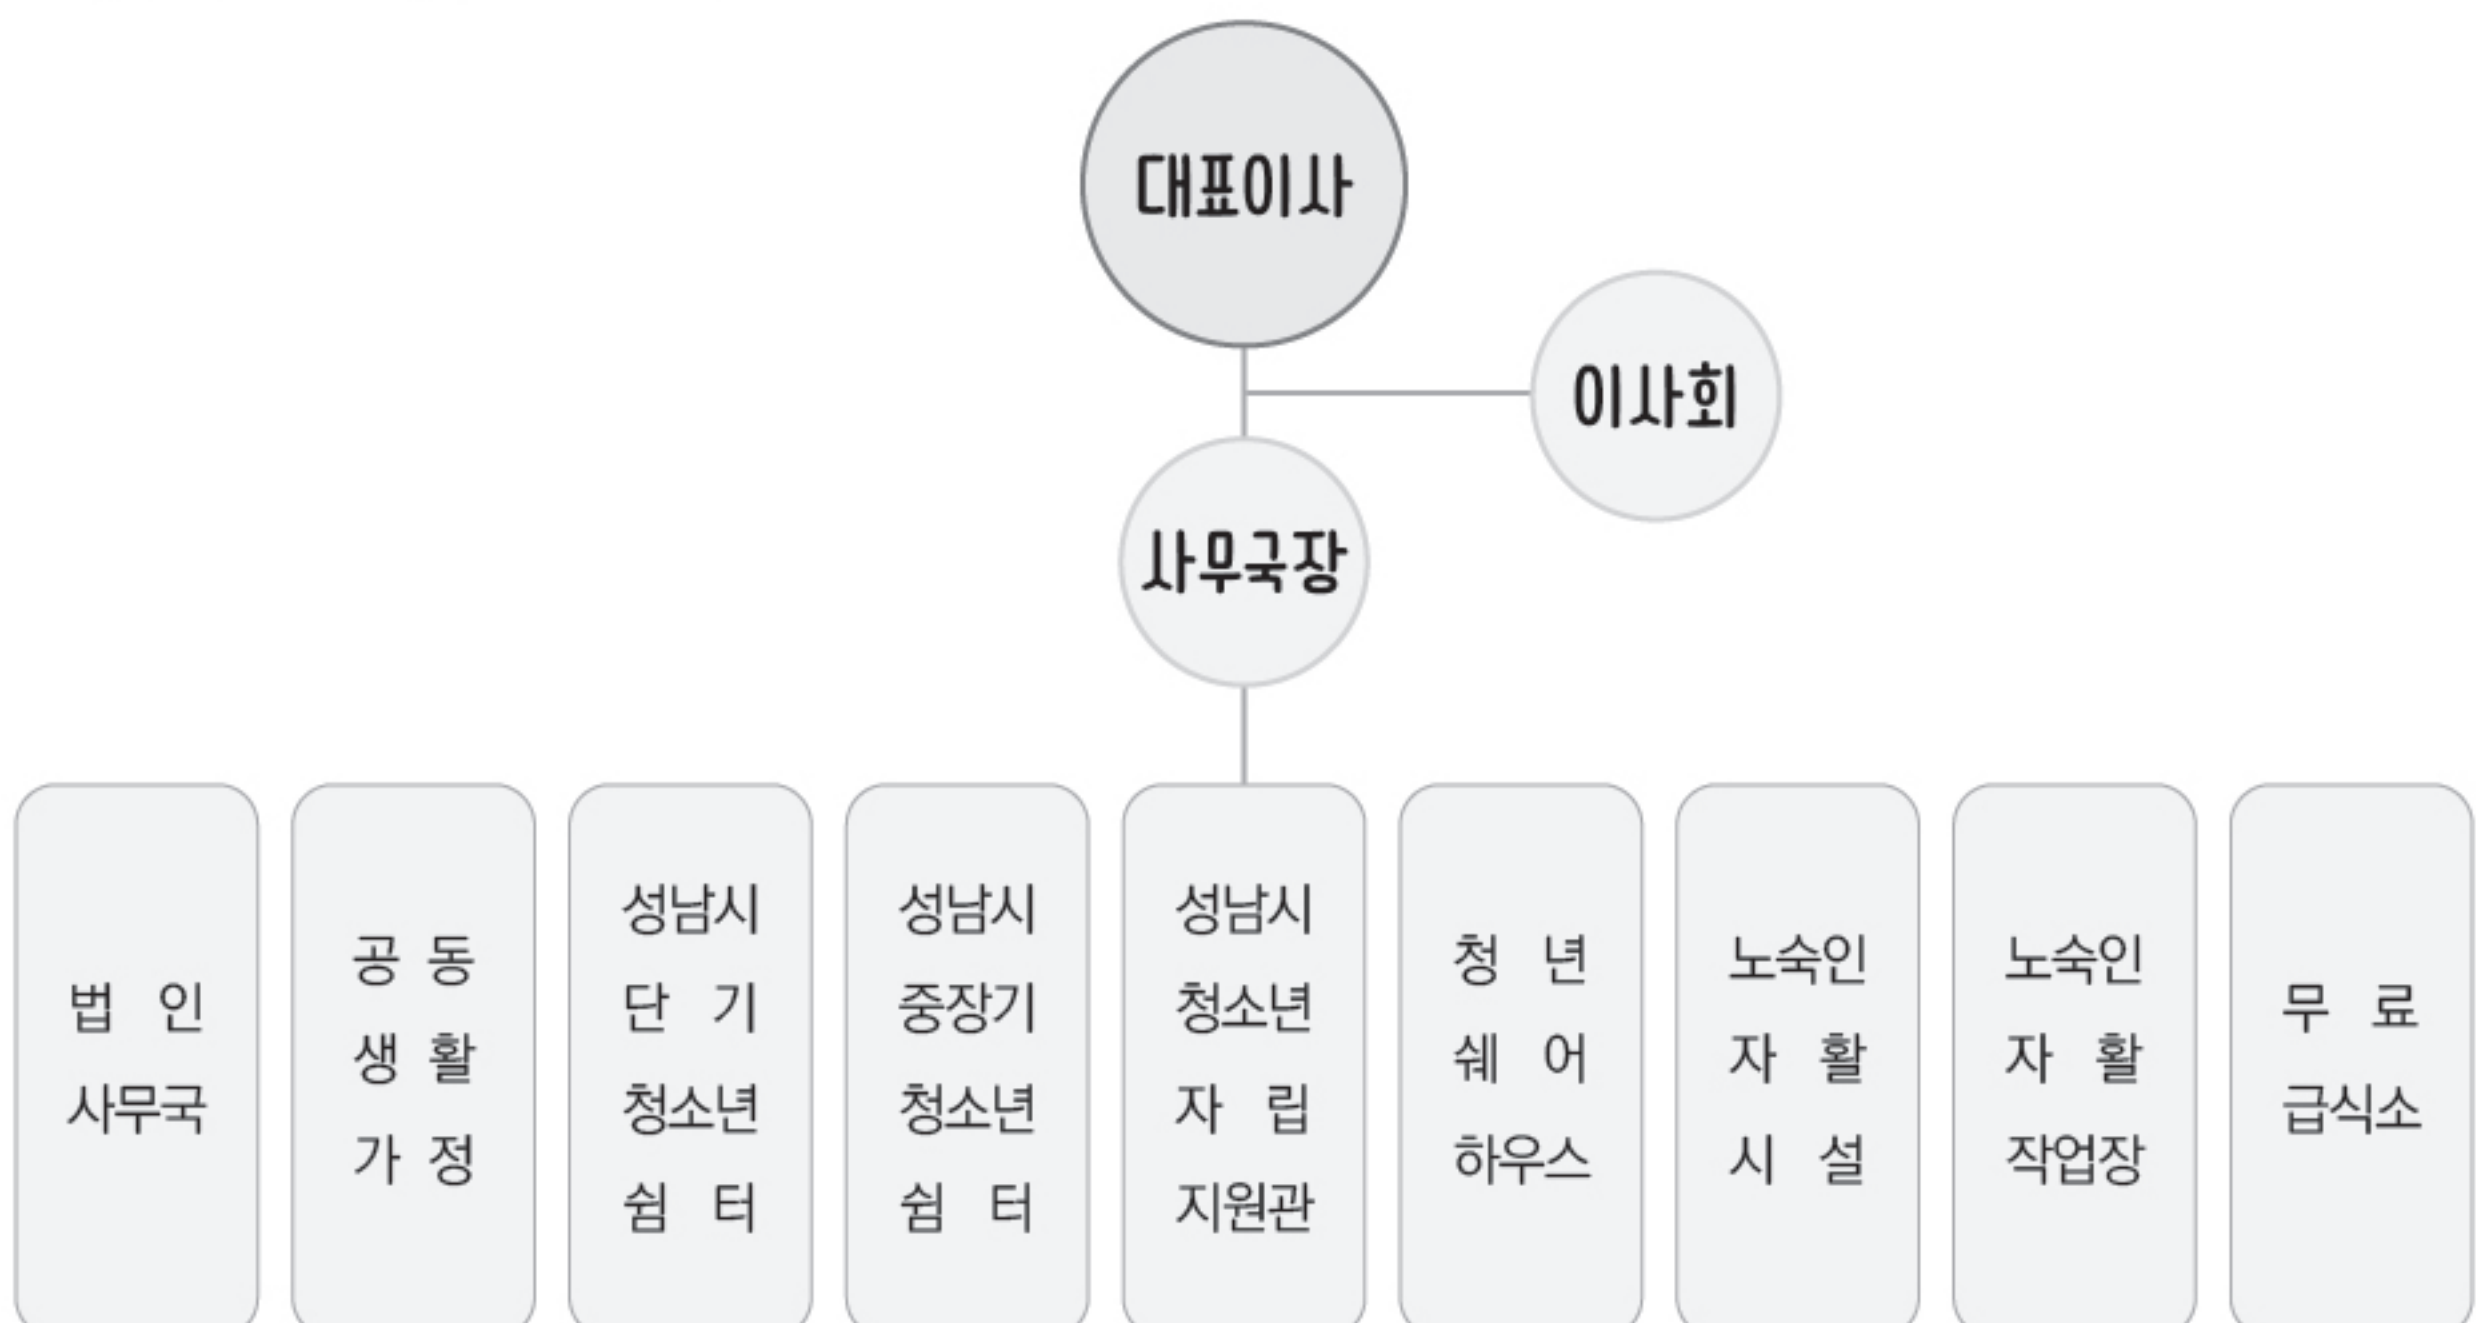 대표이사
이사회
사무국장
법 인
사무국
공 동
생 활
가 정
성남시
단 기
청소년
쉼 터
성남시
중장기
청소년
쉼 터
성남시
청소년
자 립
지원관
청 년
쉐 어
하우스
노숙인
자 활
시 설
노숙인
자 활
작업장
무 료
급식소